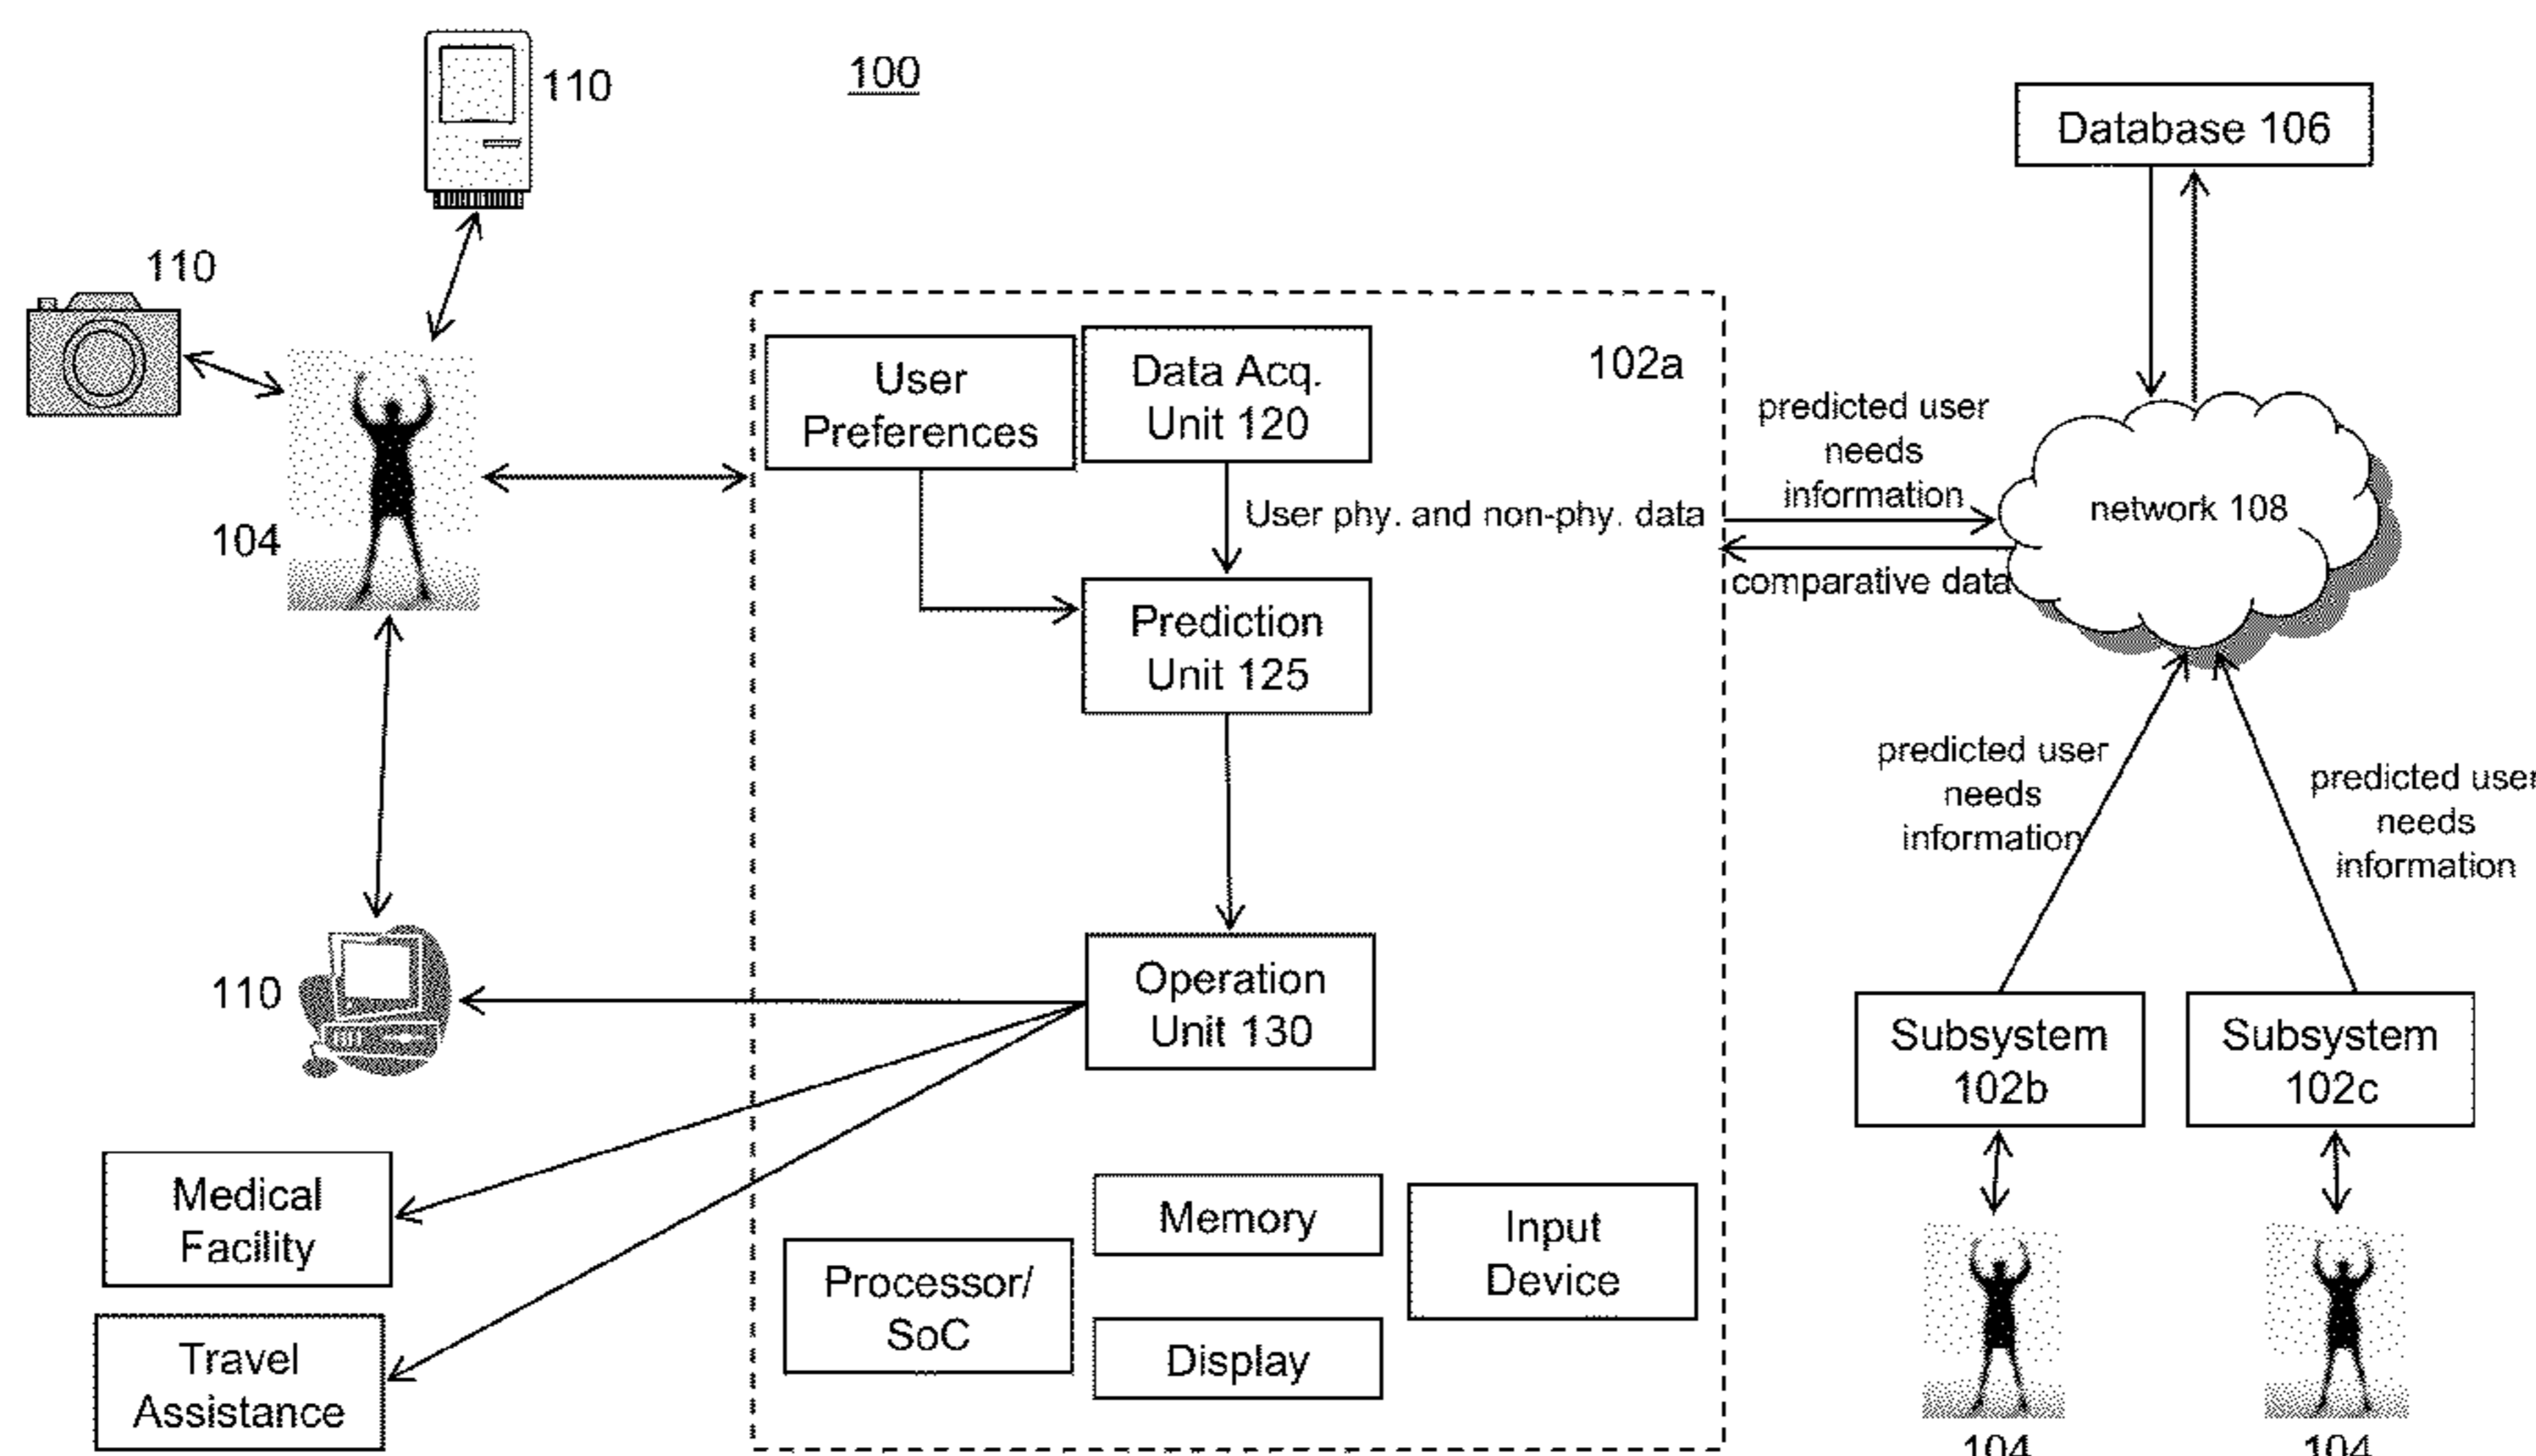 100
110
110
104
110
Medical
Facility
Travel
Assistance
102a
User
Preferences
Data Acq.
Unit 120
User phy. and non-phy. data
Prediction
Unit 125
Operation
Unit 130
Memory
Input
Device
Processor/
SoC
Display
Database 106
predicted user
needs
information
network 108
comparative data
predicted user
needs
information
predicted user
needs
information
Subsystem
102b
Subsystem
102c
104
104